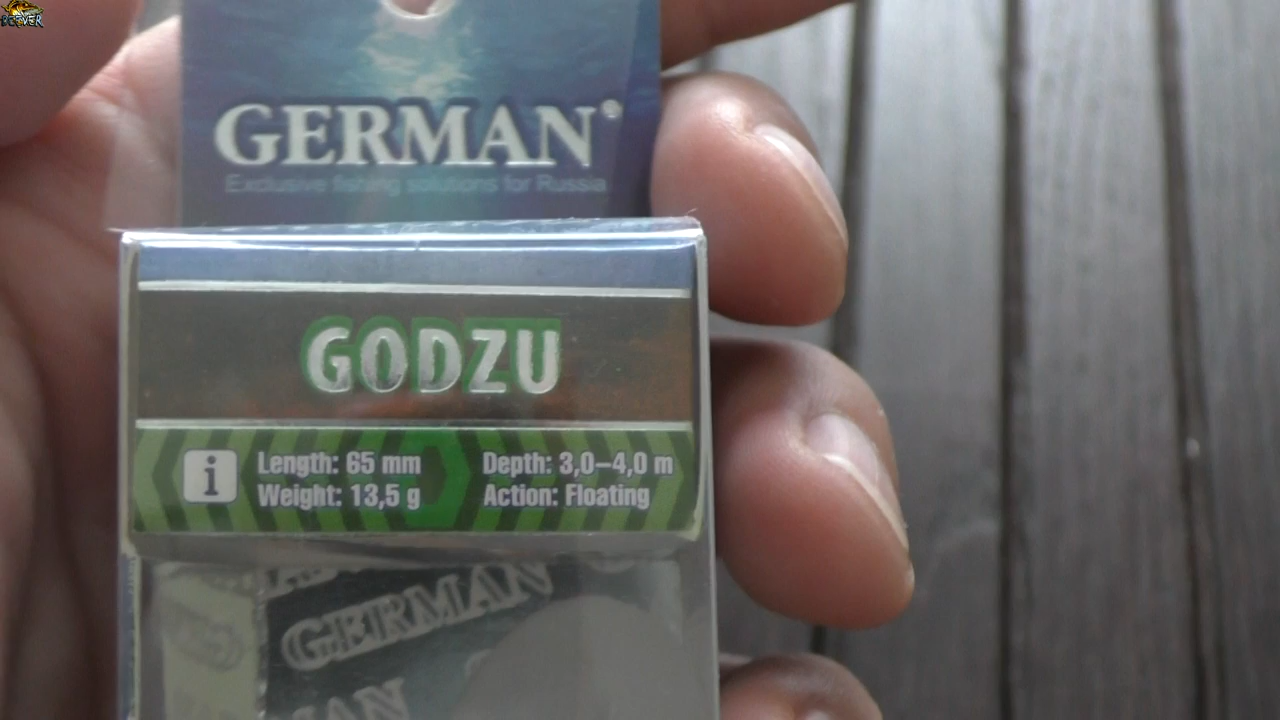 BEEVER
GERMAN®
Exclusive fishing solutions for Russia
GODZU
i
Length: 65 mm
Weight: 13,5 g
Depth: 3,0–4,0 m
Action: Floating
GERMAN